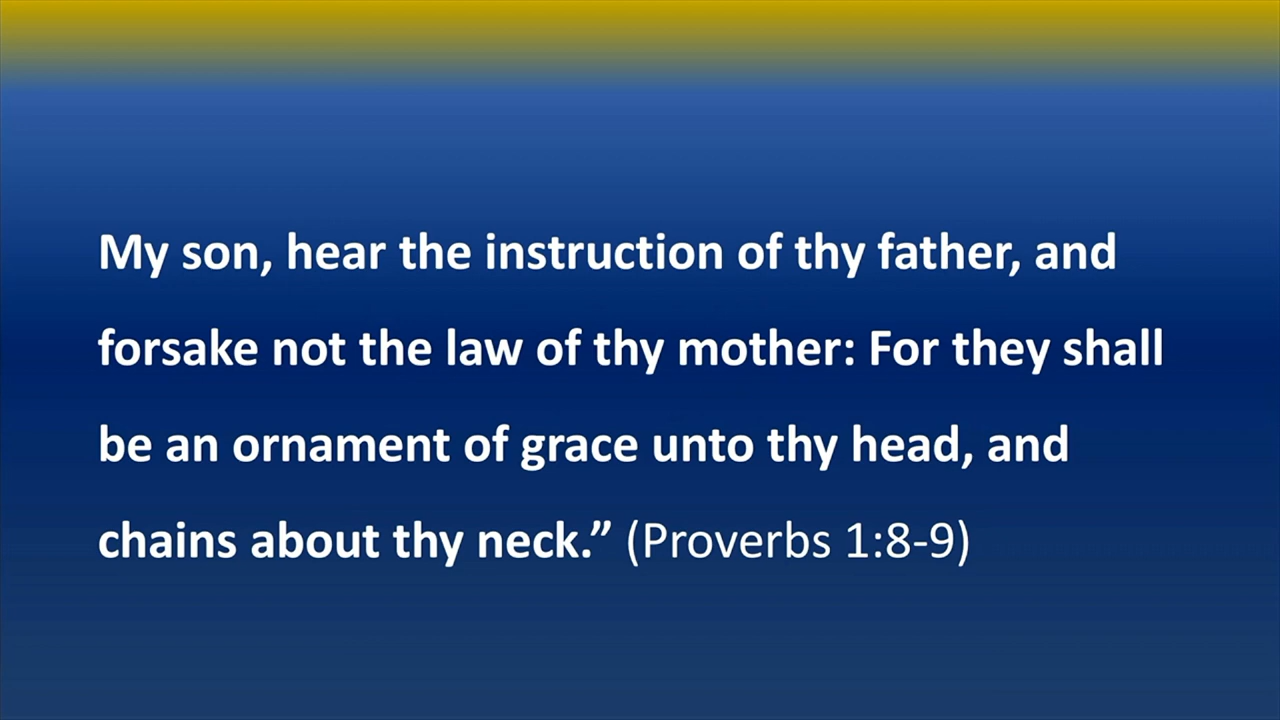 My son, hear the instruction of thy father, and
forsake not the law of thy mother: For they shall
be an ornament of grace unto thy head, and
chains about thy neck.” (Proverbs 1:8-9)